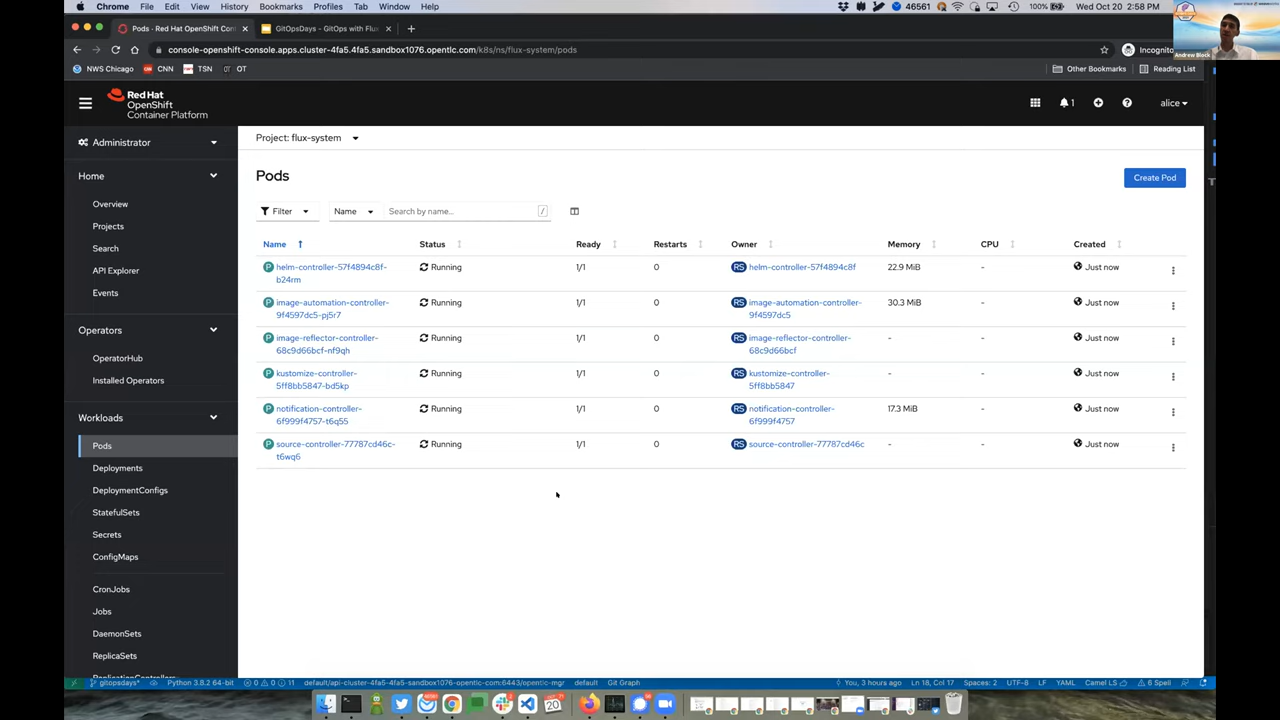 Chrome File Edit View History Bookmarks Profiles Tab Window Help
46561 100% Wed Oct 20 2:58 PM
Pods · Red Hat OpenShift Con
GitOpsDays - GitOps with Flux
console-openshift-console.apps.cluster-4fa5.4fa5.sandbox1076.opentlc.com/k8s/ns/flux-system/pods
Incognito
NWS Chicago CNN TSN OT
Other Bookmarks Reading List
Andrew Block
Red Hat
OpenShift
Container Platform
1
alice
Administrator
Home
Overview
Projects
Search
API Explorer
Events
Operators
OperatorHub
Installed Operators
Workloads
Pods
Deployments
DeploymentConfigs
StatefulSets
Secrets
ConfigMaps
CronJobs
Jobs
DaemonSets
ReplicaSets
ReplicationControllers
Project: flux-system
Pods
Create Pod
Filter Name Search by name... /
Name Status Ready Restarts Owner Memory CPU Created
P helm-controller-57f4894c8f-b24rm Running 1/1 0 RS helm-controller-57f4894c8f 22.9 MiB - Just now
P image-automation-controller-9f4597dc5-pj5r7 Running 1/1 0 RS image-automation-controller-9f4597dc5 30.3 MiB - Just now
P image-reflector-controller-68c9d66bcf-nf9qh Running 1/1 0 RS image-reflector-controller-68c9d66bcf - - Just now
P kustomize-controller-5ff8bb5847-bd5kp Running 1/1 0 RS kustomize-controller-5ff8bb5847 - - Just now
P notification-controller-6f999f4757-t6q55 Running 1/1 0 RS notification-controller-6f999f4757 17.3 MiB - Just now
P source-controller-77787cd46c-t6wq6 Running 1/1 0 RS source-controller-77787cd46c - - Just now
gitopsdays* Python 3.8.2 64-bit 0 0 11 default/api-cluster-4fa5-4fa5-sandbox1076-opentlc-com:6443/opentlc-mgr default Git Graph
You, 3 hours ago Ln 18, Col 17 Spaces: 2 UTF-8 LF YAML Camel LS 6 Spell
20